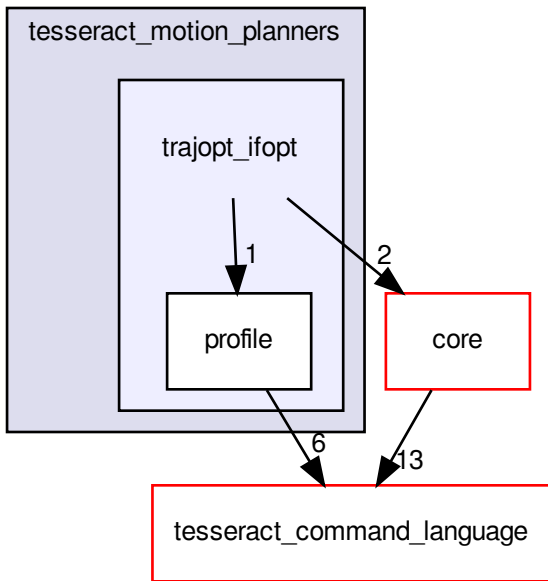 tesseract_motion_planners
trajopt_ifopt
1
2
profile
core
6
13
tesseract_command_language